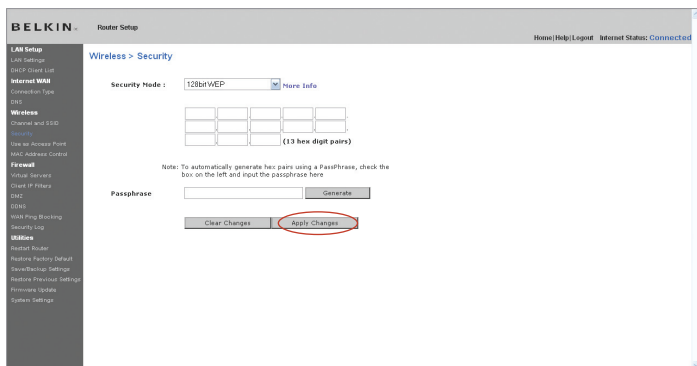 BELKIN. Router Setup
Home|Help|Logout Internet Status: Connected
LAN Setup
LAN Settings
DHCP Client List
Internet WAN
Connection Type
DNS
Wireless
Channel and SSID
Security
Use as Access Point
MAC Address Control
Firewall
Virtual Servers
Client IP Filters
DMZ
DDNS
WAN Ping Blocking
Security Log
Utilities
Restart Router
Restore Factory Default
Save/Backup Settings
Restore Previous Settings
Firmware Update
System Settings
Wireless > Security
Security Mode : 128bit WEP More Info
(13 hex digit pairs)
Note: To automatically generate hex pairs using a PassPhrase, check the
box on the left and input the passphrase here
Passphrase Generate
Clear Changes Apply Changes